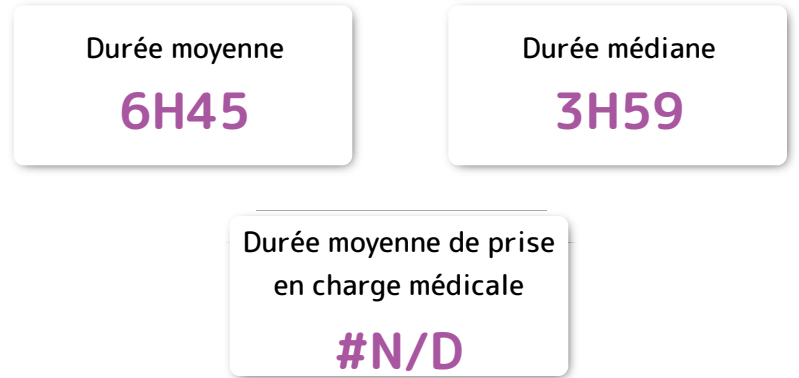 Durée moyenne
6H45
Durée médiane
3H59
Durée moyenne de prise
en charge médicale
#N/D